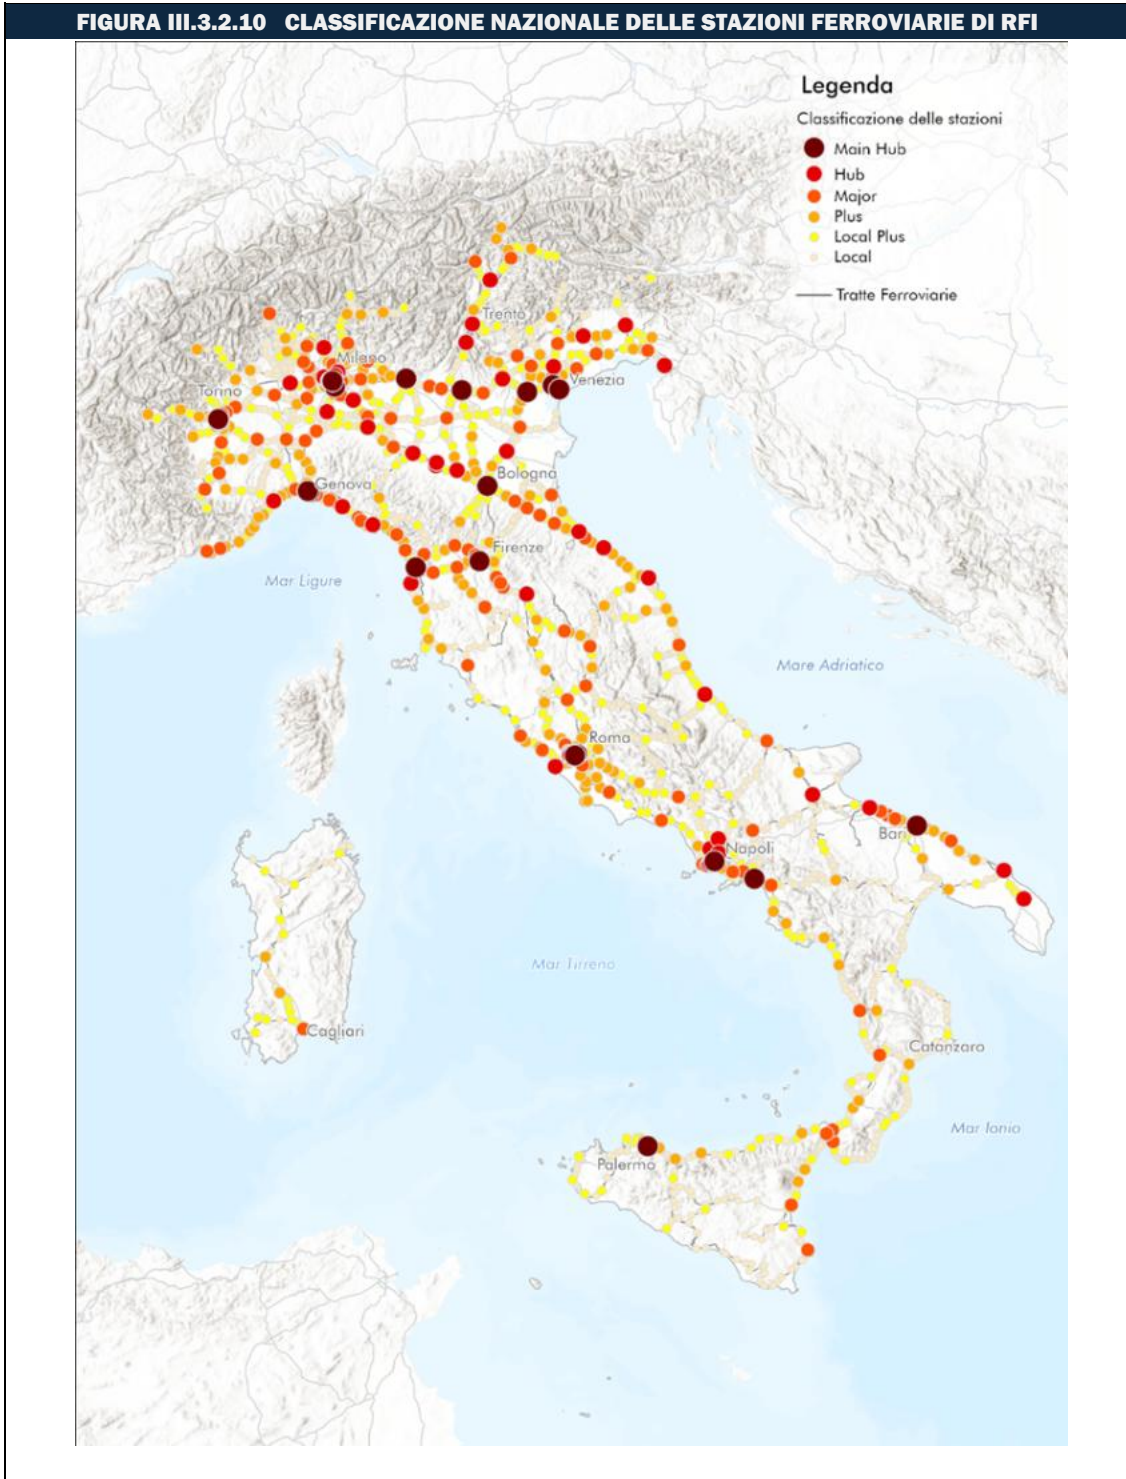 FIGURA III.3.2.10 CLASSIFICAZIONE NAZIONALE DELLE STAZIONI FERROVIARIE DI RFI
Legenda
Classificazione delle stazioni
Main Hub
Hub
Major
Plus
Local Plus
Local
Tratte Ferroviarie
Trento
Milano
Venezia
Torino
Bologna
Genova
Firenze
Mar Ligure
Mare Adriatico
Roma
Bari
Napoli
Mar Tirreno
Cagliari
Catanzaro
Mar Ionio
Palermo